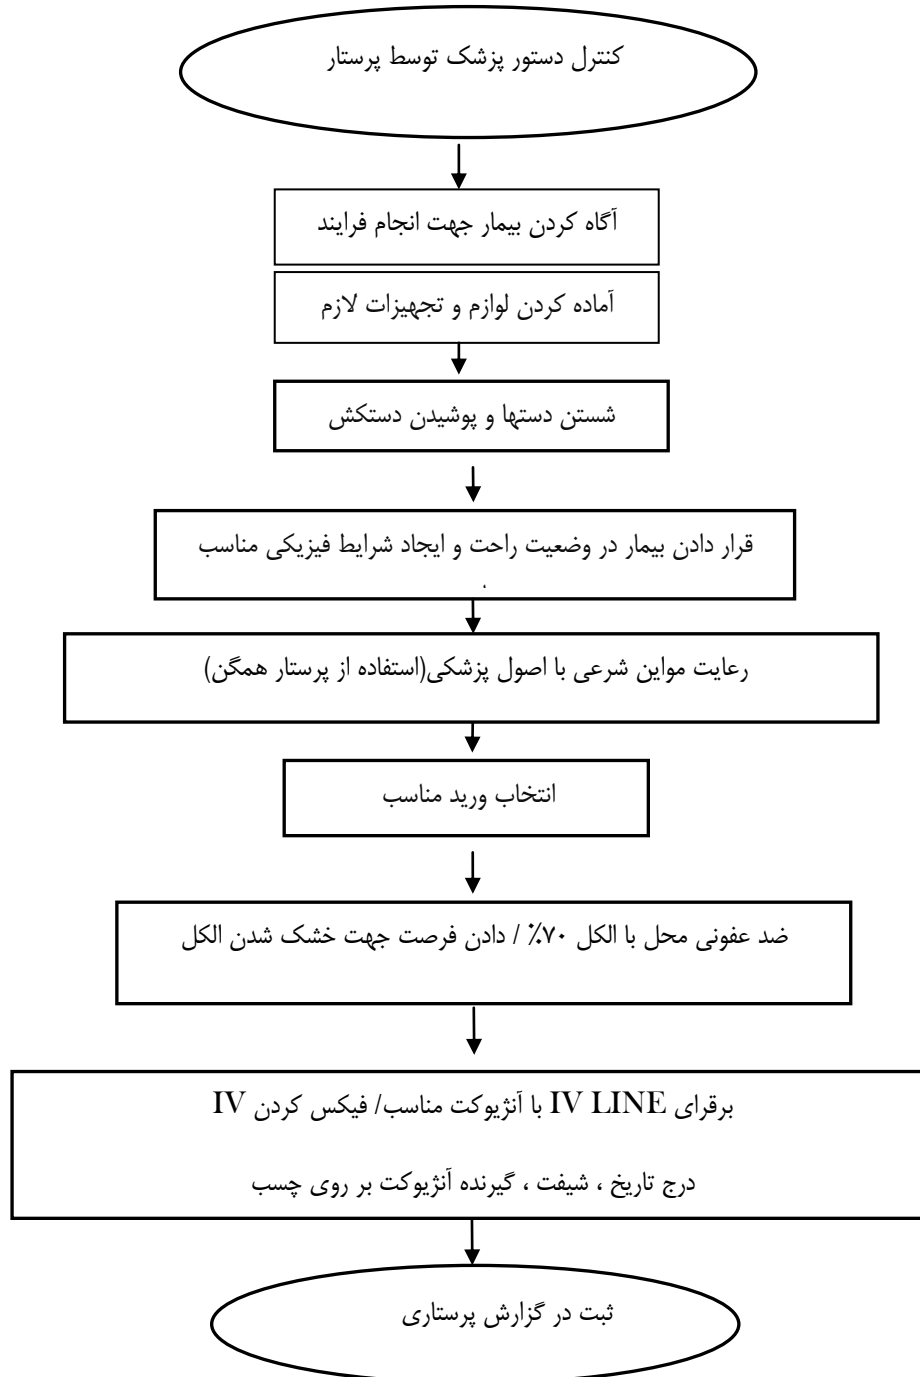 کنترل دستور پزشک توسط پرستار
آگاه کردن بیمار جهت انجام فرایند
آماده کردن لوازم و تجهیزات لازم
شستن دستها و پوشیدن دستکش
قرار دادن بیمار در وضعیت راحت و ایجاد شرایط فیزیکی مناسب
.
رعایت مواین شرعی با اصول پزشکی(استفاده از پرستار همگن)
انتخاب ورید مناسب
ضد عفونی محل با الکل ۷۰٪ / دادن فرصت جهت خشک شدن الکل
برقرای IV LINE با آنژیوکت مناسب/ فیکس کردن IV
درج تاریخ ، شیفت ، گیرنده آنژیوکت بر روی چسب
ثبت در گزارش پرستاری